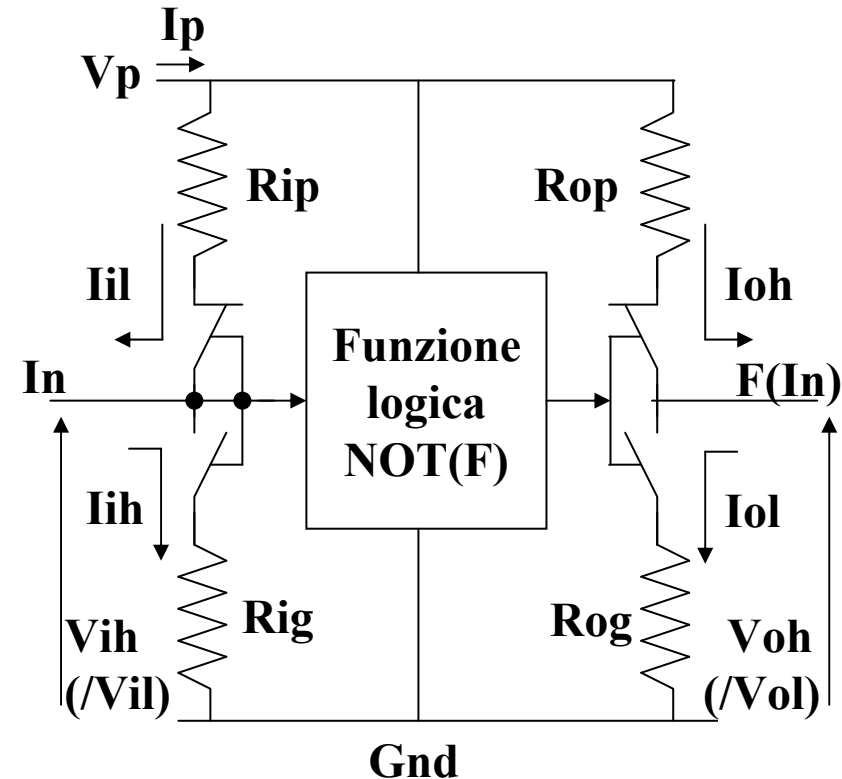 Ip
Vp
Rip
Rop
Iil
Ioh
In
Funzione
logica
NOT(F)
F(In)
Iih
Iol
Rig
Rog
Vih
(/Vil)
Voh
(/Vol)
Gnd